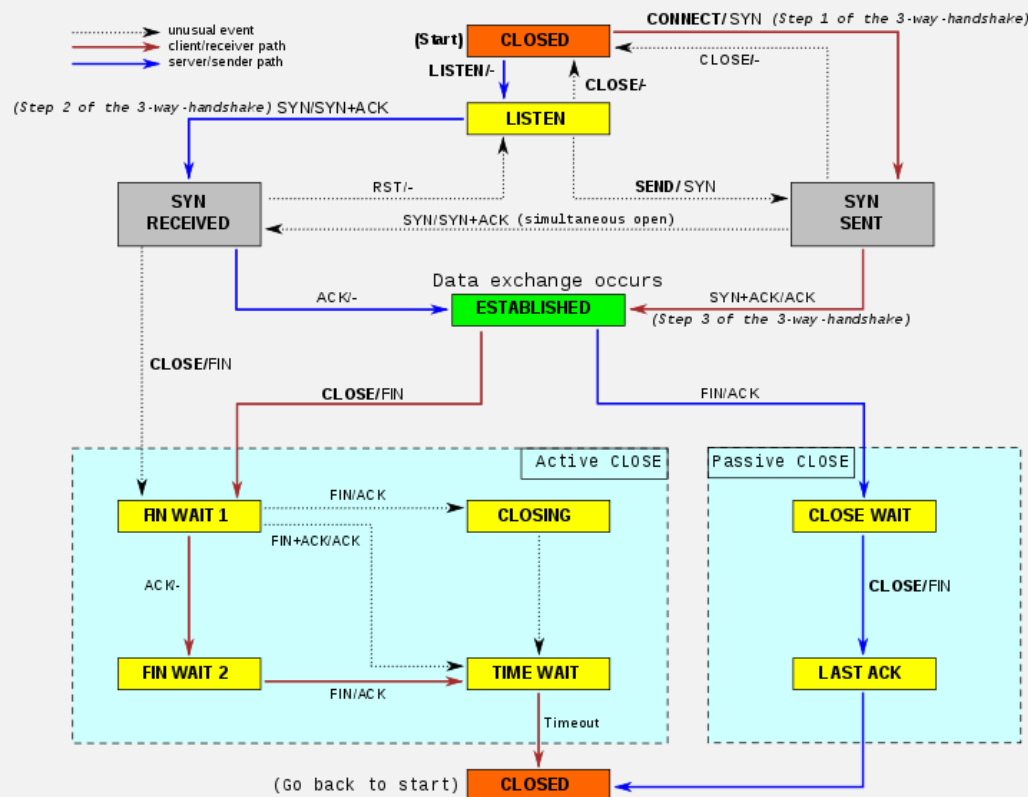 unusual event
client/receiver path
server/sender path
CONNECT/ SYN (Step 1 of the 3-way-handshake)
(Start) CLOSED
CLOSE/-
LISTEN/-
CLOSE/-
(Step 2 of the 3-way-handshake) SYN/SYN+ACK
LISTEN
RST/-
SEND/ SYN
SYN
RECEIVED
SYN
SENT
SYN/SYN+ACK (simultaneous open)
Data exchange occurs
ACK/-
ESTABLISHED
SYN+ACK/ACK
(Step 3 of the 3-way-handshake)
CLOSE/FIN
CLOSE/FIN
FIN/ACK
Active CLOSE
Passive CLOSE
FIN WAIT 1
FIN/ACK
CLOSING
CLOSE WAIT
FIN+ACK/ACK
ACK/-
CLOSE/FIN
FIN WAIT 2
FIN/ACK
TIME WAIT
LAST ACK
Timeout
(Go back to start) CLOSED